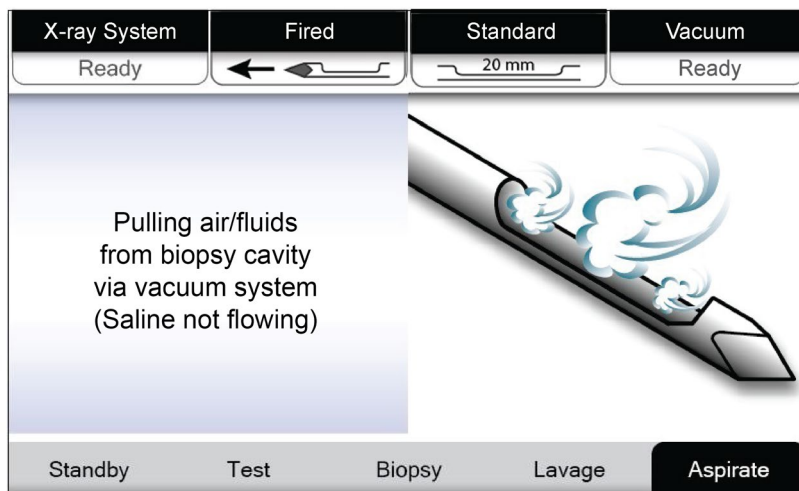 X-ray System Fired Standard Vacuum
Ready 20 mm Ready
Pulling air/fluids
from biopsy cavity
via vacuum system
(Saline not flowing)
Standby Test Biopsy Lavage Aspirate